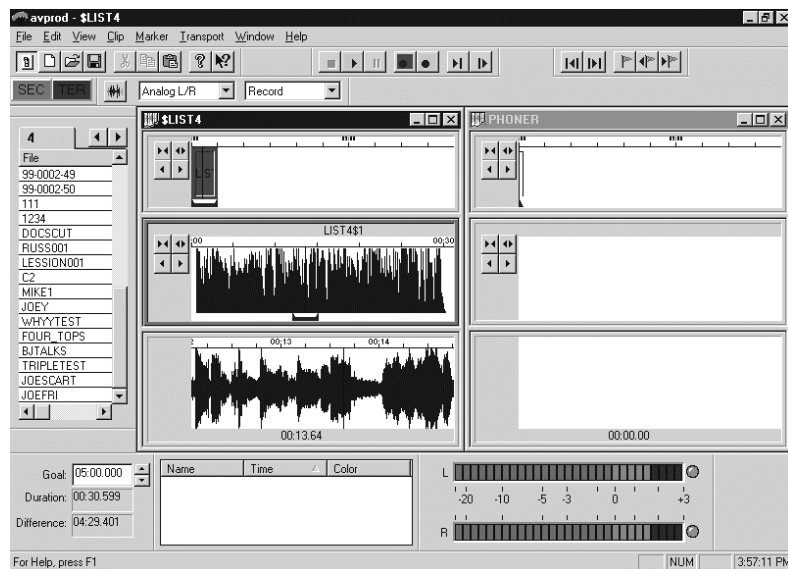 avprod - $LIST4
File Edit View Clip Marker Transport Window Help
SEC TER Analog L/R Record
$LIST4
PHONER
4
File
99-0002-49
99-0002-50
111
1234
DOCSCUT
RUSS001
LESSION001
C2
MIKE1
JOEY
WHYYTEST
FOUR_TOPS
BJTALKS
TRIPLETEST
JOESCART
JOEFRI
LIST4$1
:00 00;30
00;13 00;14
00:13.64
00:00.00
Goal: 05:00.000
Duration: 00:30.599
Difference: 04:29.401
Name Time Color
L
-20 -10 -5 -3 0 +3
R
For Help, press F1
NUM 3:57:11 PM